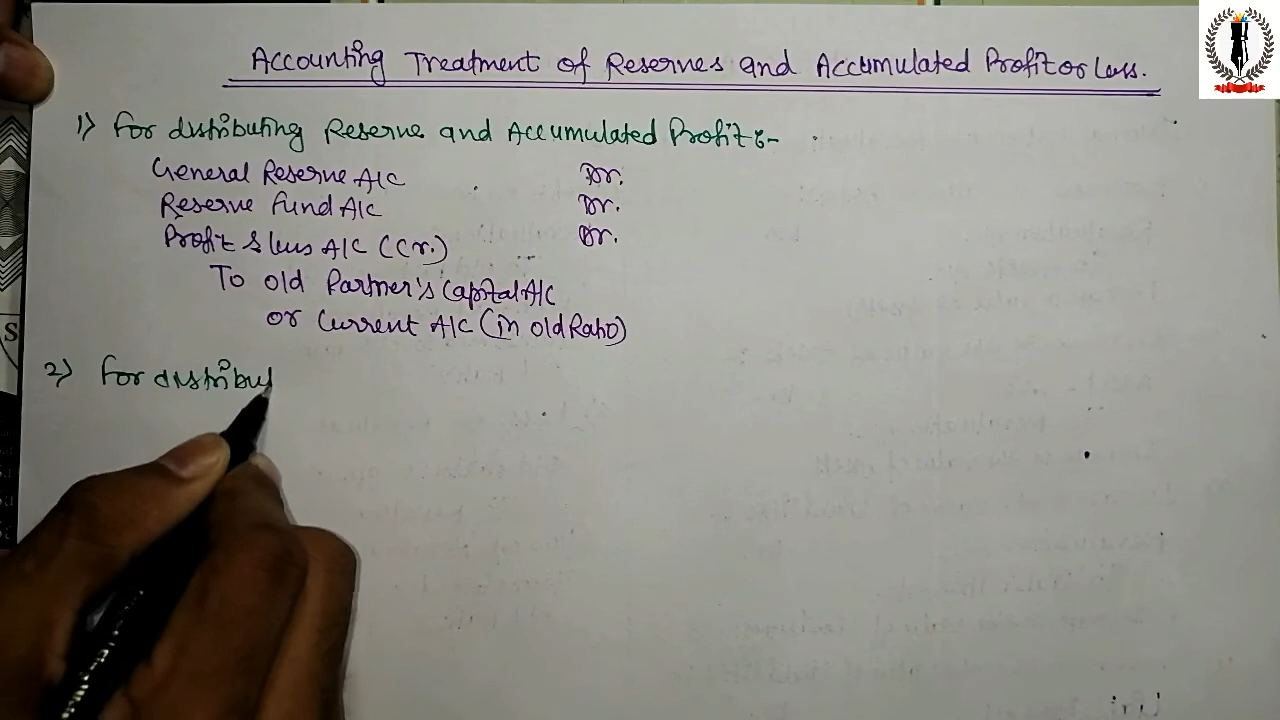 Accounting Treatment of Reserves and Accumulated Profit or Loss.
1) For distributing Reserve and Accumulated Profit:-
General Reserve A/C Dr.
Reserve Fund A/C Dr.
Profit & Loss A/C (Cr.) Dr.
To old Partner's Capital A/C
or Current A/C (in old Ratio)
2) For distribut
S